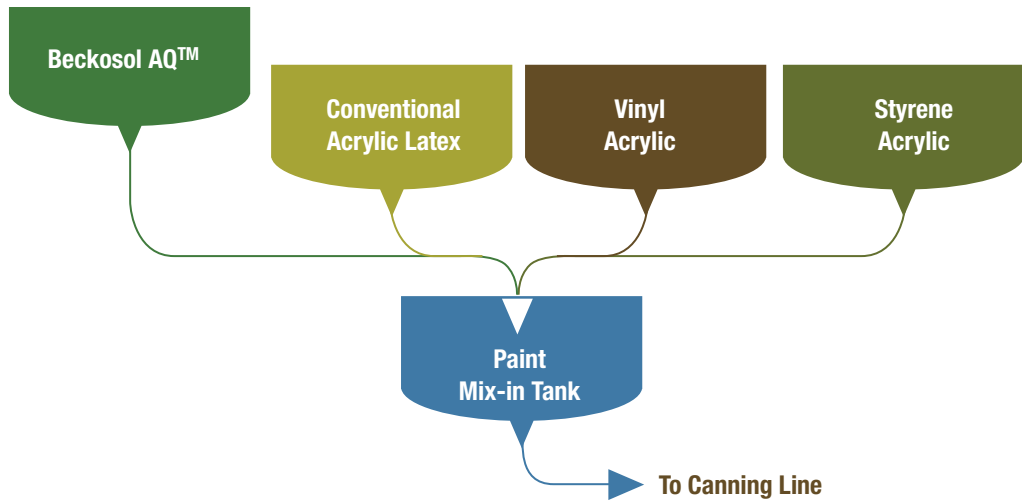 Beckosol AQ™
Conventional
Acrylic Latex
Vinyl
Acrylic
Styrene
Acrylic
Paint
Mix-in Tank
To Canning Line